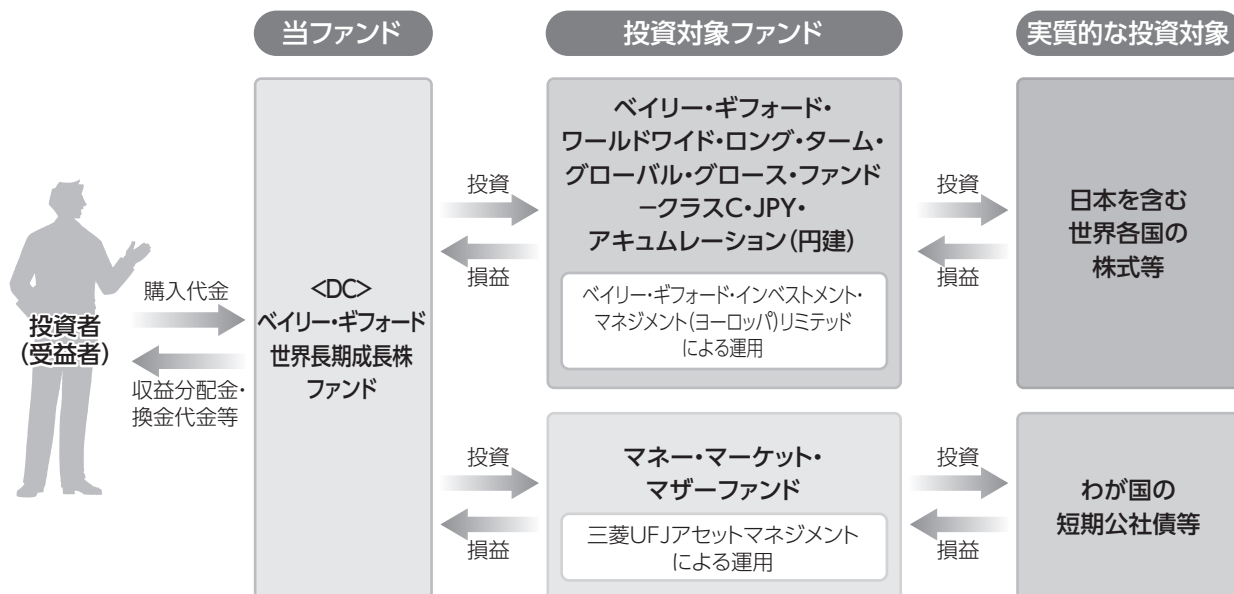 当ファンド
投資対象ファンド
実質的な投資対象
投資者
(受益者)
購入代金
収益分配金・
換金代金等
<DC>
ベイリー・ギフォード
世界長期成長株
ファンド
投資
損益
ベイリー・ギフォード・
ワールドワイド・ロング・ターム・
グローバル・グロース・ファンド
－クラスC・JPY・
アキュムレーション(円建)
ベイリー・ギフォード・インベストメント・
マネジメント(ヨーロッパ)リミテッド
による運用
投資
損益
日本を含む
世界各国の
株式等
投資
損益
マネー・マーケット・
マザーファンド
三菱UFJアセットマネジメント
による運用
投資
損益
わが国の
短期公社債等